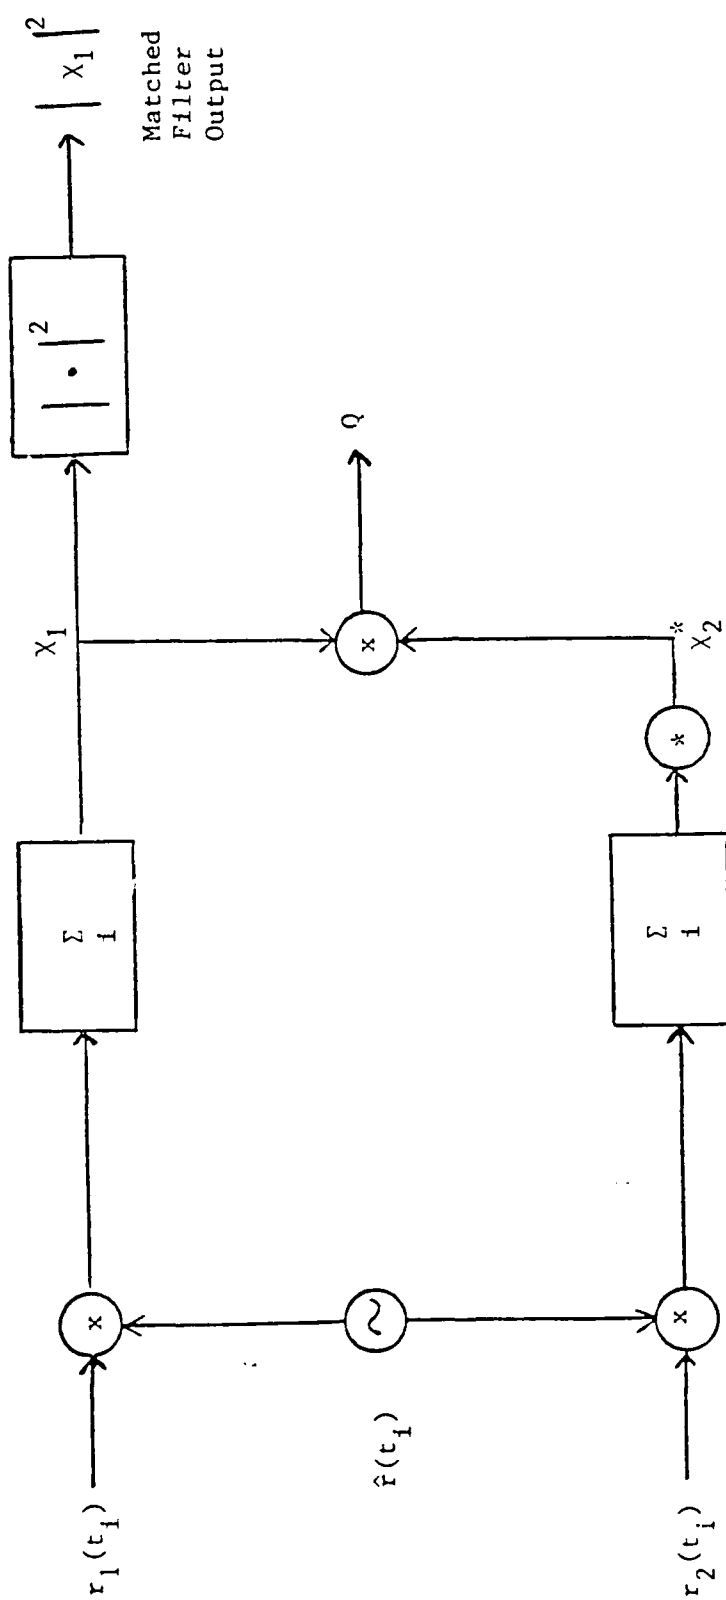 r₁(tᵢ)
x
Σ
i
χ₁
|•|²
|χ₁|²
Matched
Filter
Output
r̂(tᵢ)
~
x
Q
r₂(tᵢ)
x
Σ
i
*
χ₂*